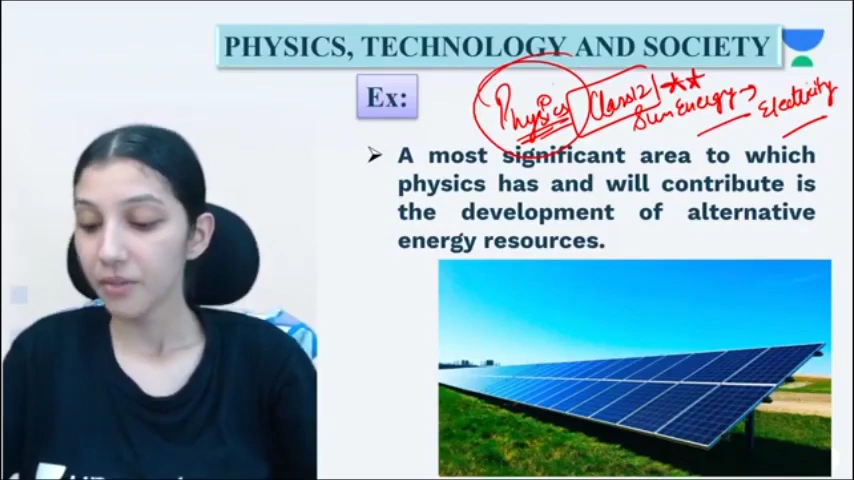 PHYSICS, TECHNOLOGY AND SOCIETY
Ex:
Physics Class 12
Sun Energy → Electricity
➢ A most significant area to which
physics has and will contribute is
the development of alternative
energy resources.